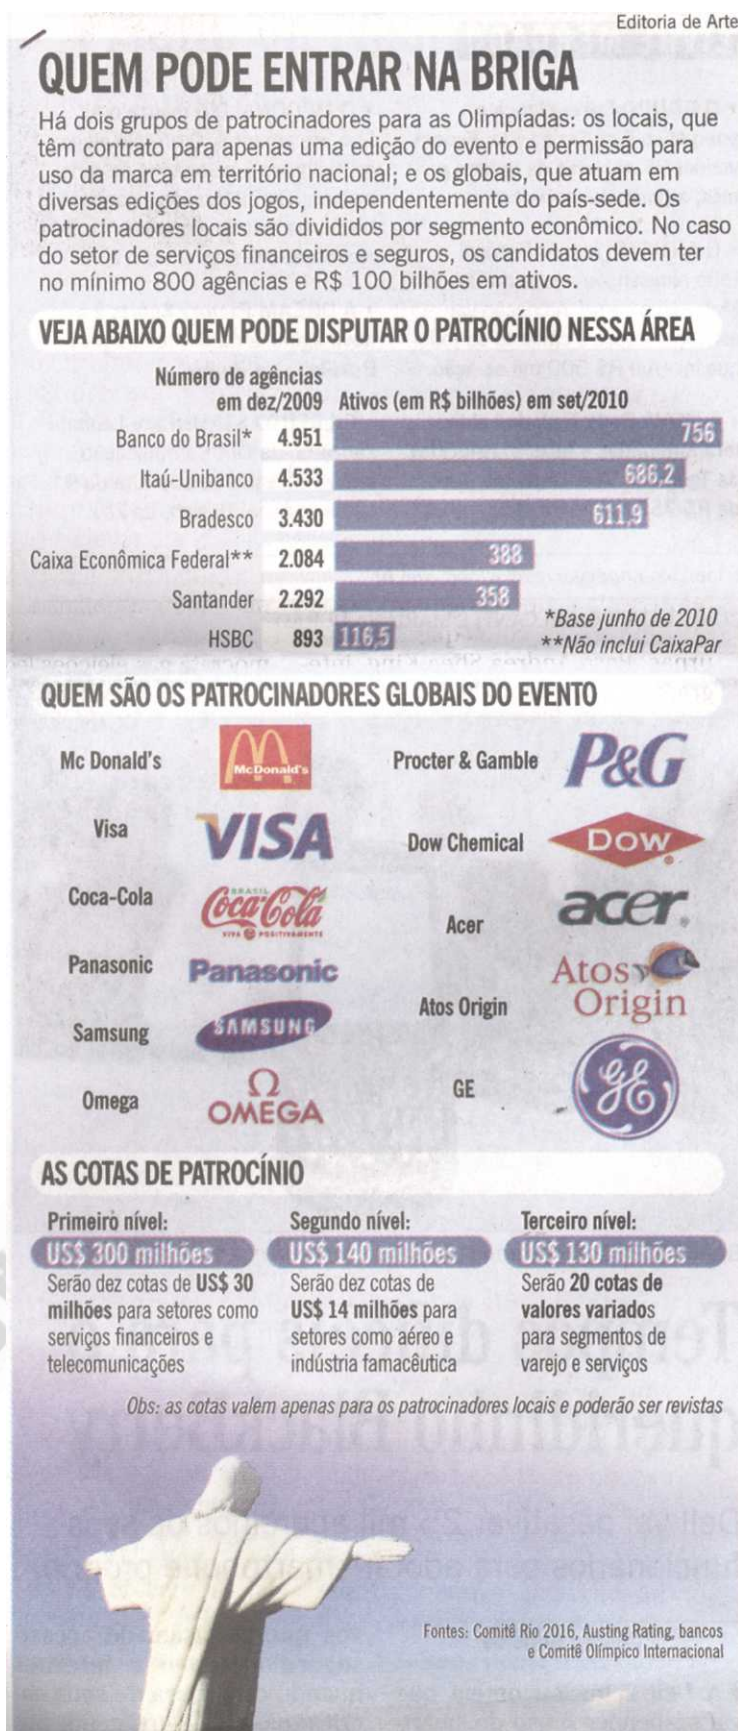 Editoria de Arte
QUEM PODE ENTRAR NA BRIGA
Há dois grupos de patrocinadores para as Olimpíadas: os locais, que
têm contrato para apenas uma edição do evento e permissão para
uso da marca em território nacional; e os globais, que atuam em
diversas edições dos jogos, independentemente do país-sede. Os
patrocinadores locais são divididos por segmento econômico. No caso
do setor de serviços financeiros e seguros, os candidatos devem ter
no mínimo 800 agências e R$ 100 bilhões em ativos.
VEJA ABAIXO QUEM PODE DISPUTAR O PATROCÍNIO NESSA ÁREA
Número de agências
em dez/2009 Ativos (em R$ bilhões) em set/2010
Banco do Brasil* 4.951 756
Itaú-Unibanco 4.533 686,2
Bradesco 3.430 611,9
Caixa Econômica Federal** 2.084 388
Santander 2.292 358
HSBC 893 116,5
*Base junho de 2010
**Não inclui CaixaPar
QUEM SÃO OS PATROCINADORES GLOBAIS DO EVENTO
Mc Donald's McDonald's
Procter & Gamble P&G
Visa VISA
Dow Chemical DOW
Coca-Cola BRASIL Coca-Cola VIVA POSITIVAMENTE
Acer acer
Panasonic Panasonic
Atos Origin Atos
Origin
Samsung SAMSUNG
Omega Ω
OMEGA
GE GE
AS COTAS DE PATROCÍNIO
Primeiro nível:
US$ 300 milhões
Serão dez cotas de US$ 30
milhões para setores como
serviços financeiros e
telecomunicações
Segundo nível:
US$ 140 milhões
Serão dez cotas de
US$ 14 milhões para
setores como aéreo e
indústria famacêutica
Terceiro nível:
US$ 130 milhões
Serão 20 cotas de
valores variados
para segmentos de
varejo e serviços
Obs: as cotas valem apenas para os patrocinadores locais e poderão ser revistas
Fontes: Comitê Rio 2016, Austing Rating, bancos
e Comitê Olímpico Internacional